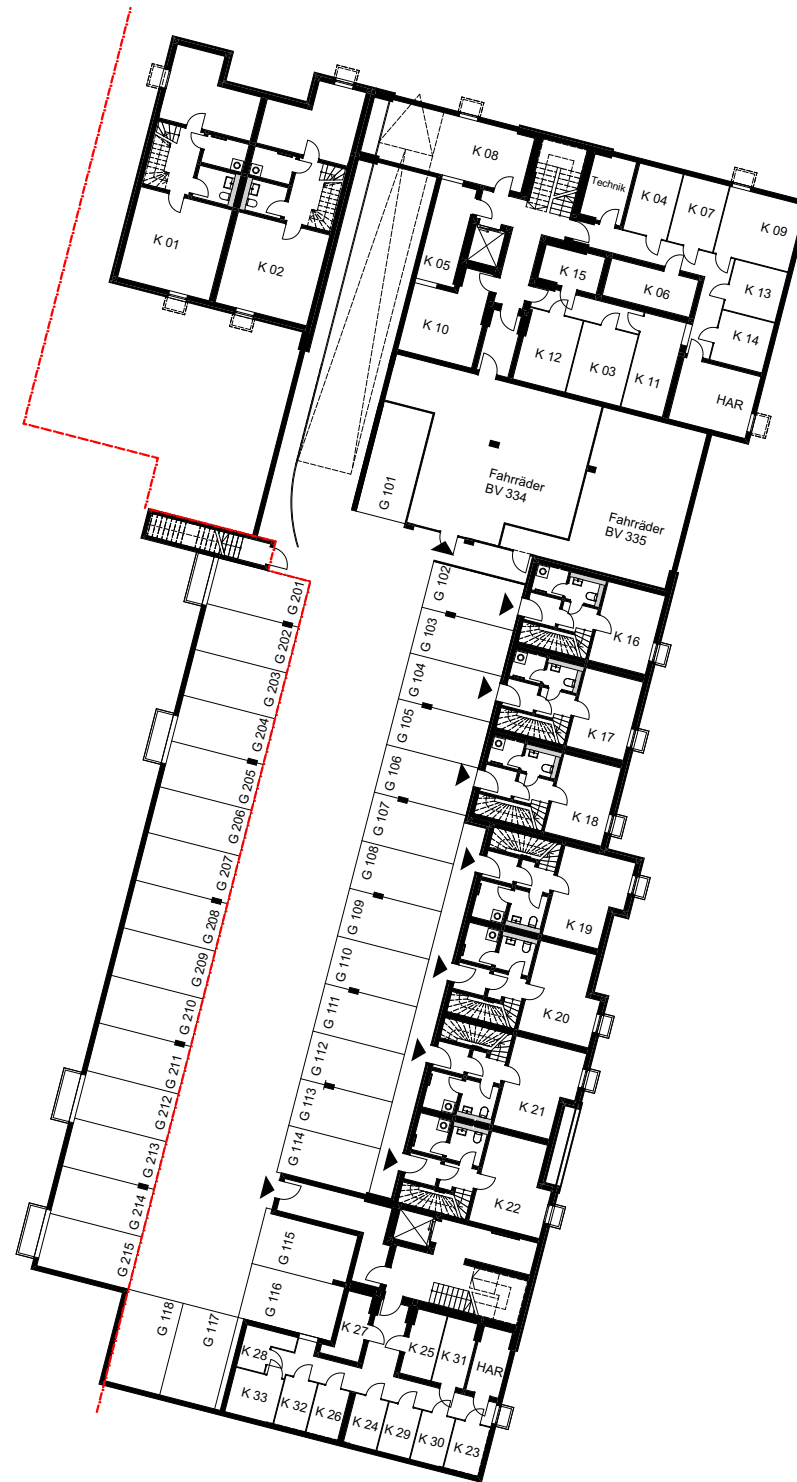 K 08
Technik
K 04
K 07
K 09
K 01
K 02
K 05
K 15
K 06
K 13
K 10
K 12
K 03
K 11
K 14
HAR
G 101
Fahrräder
BV 334
Fahrräder
BV 335
G 201
G 202
G 203
G 204
G 205
G 206
G 207
G 208
G 209
G 210
G 211
G 212
G 213
G 214
G 215
G 102
G 103
G 104
G 105
G 106
G 107
G 108
G 109
G 110
G 111
G 112
G 113
G 114
K 16
K 17
K 18
K 19
K 20
K 21
K 22
G 115
G 116
G 117
G 118
K 27
K 25
K 31
HAR
K 28
K 33
K 32
K 26
K 24
K 29
K 30
K 23